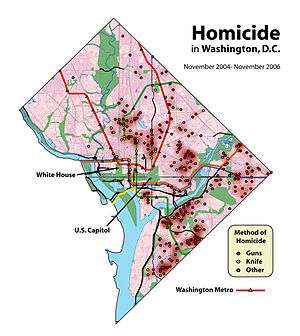 Homicide
in Washington, D.C.
November 2004- November 2006
White House
U.S. Capitol
Method of
Homicide
Guns
Knife
Other
Washington Metro